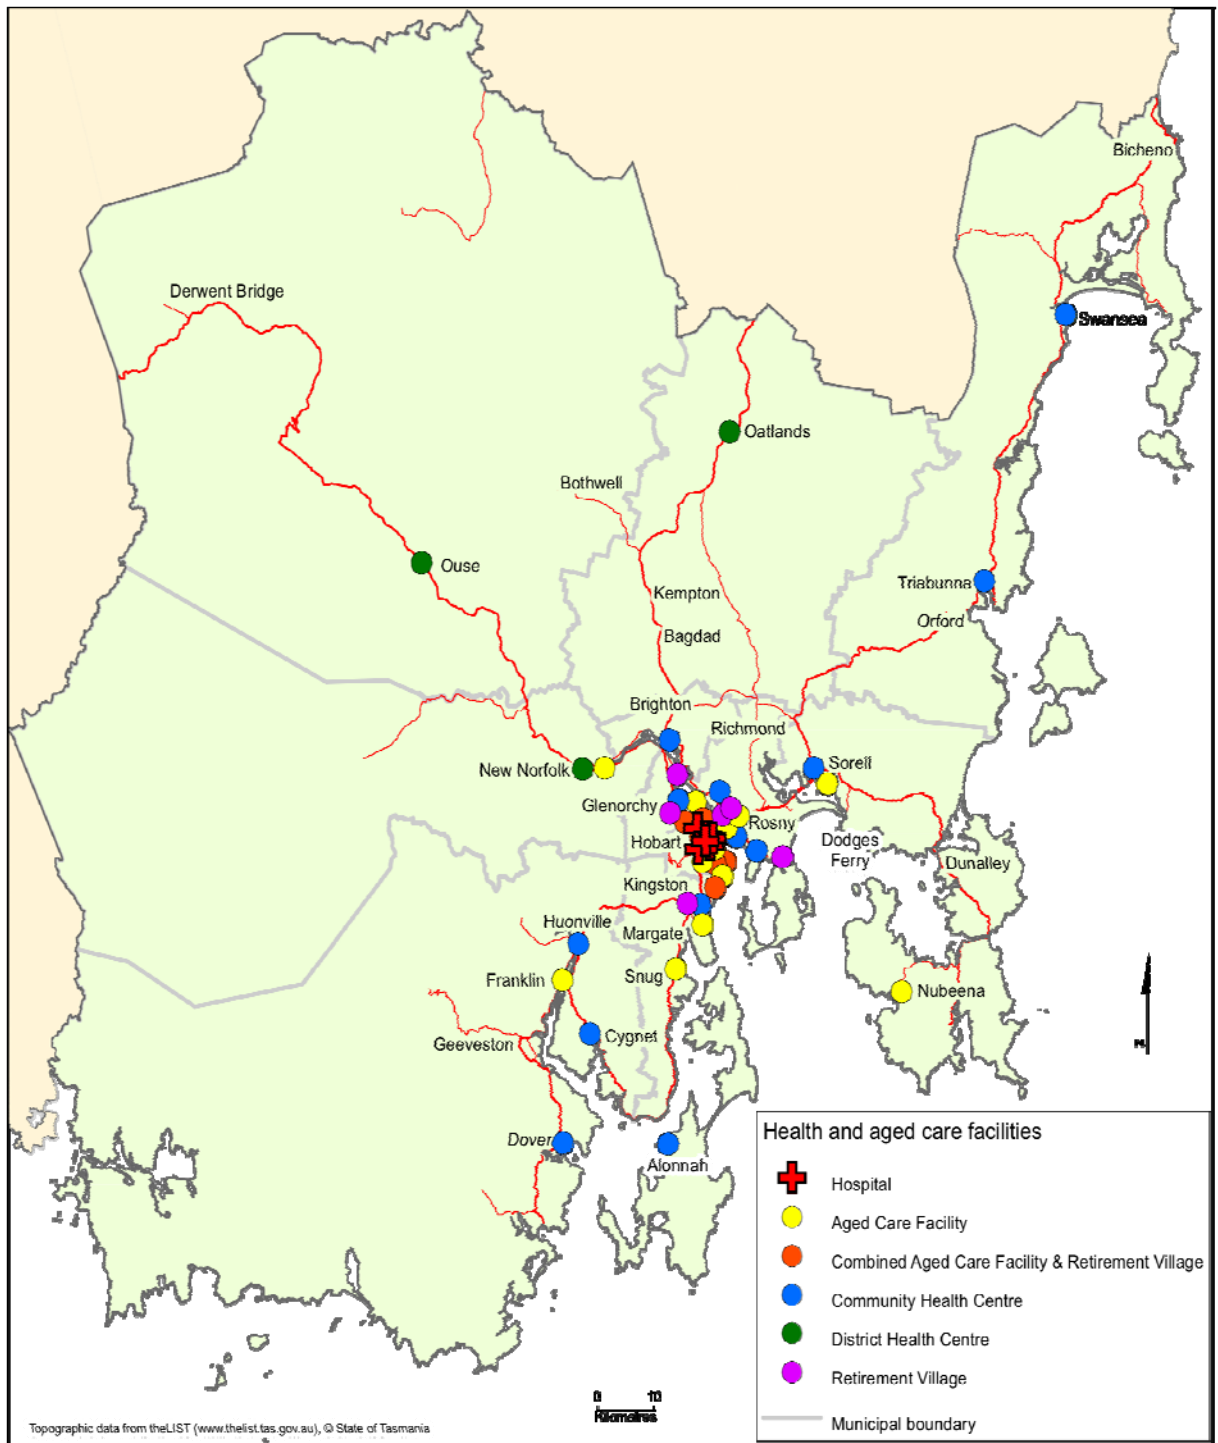 Bicheno
Derwent Bridge
Swansea
Oatlands
Bothwell
Ouse
Triabunna
Kempton
Orford
Bagdad
Brighton
Richmond
New Norfolk
Sorell
Glenorchy
Rosny
Hobart
Dodges
Ferry
Dunalley
Kingston
Huonville
Margate
Franklin
Snug
Nubeena
Cygnet
Geeveston
Dover
Alonnah
Health and aged care facilities
Hospital
Aged Care Facility
Combined Aged Care Facility & Retirement Village
Community Health Centre
District Health Centre
Retirement Village
Municipal boundary
0 10
Kilometres
Topographic data from theLIST (www.thelist.tas.gov.au), © State of Tasmania